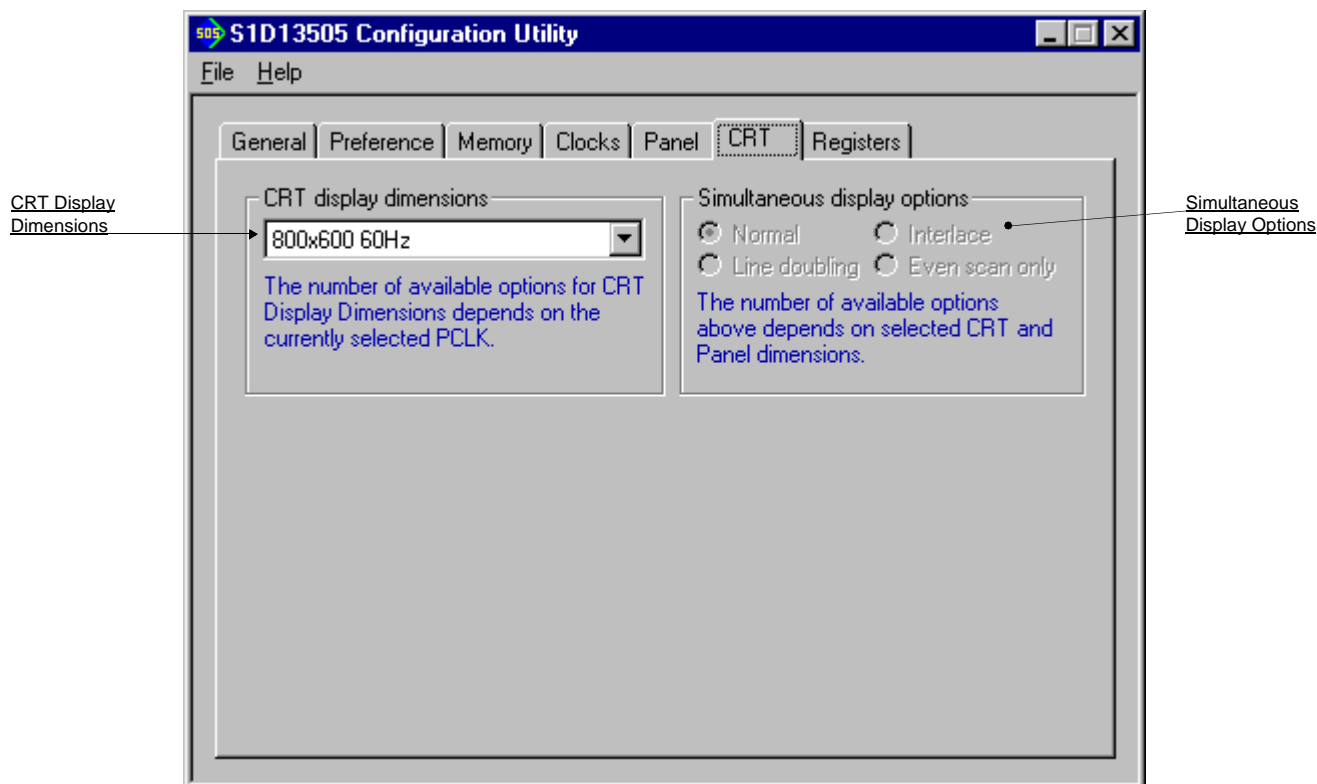 505 S1D13505 Configuration Utility
File Help
General Preference Memory Clocks Panel CRT Registers
CRT Display
Dimensions
CRT display dimensions
800x600 60Hz
The number of available options for CRT
Display Dimensions depends on the
currently selected PCLK.
Simultaneous display options
Normal Interlace
Line doubling Even scan only
The number of available options
above depends on selected CRT and
Panel dimensions.
Simultaneous
Display Options